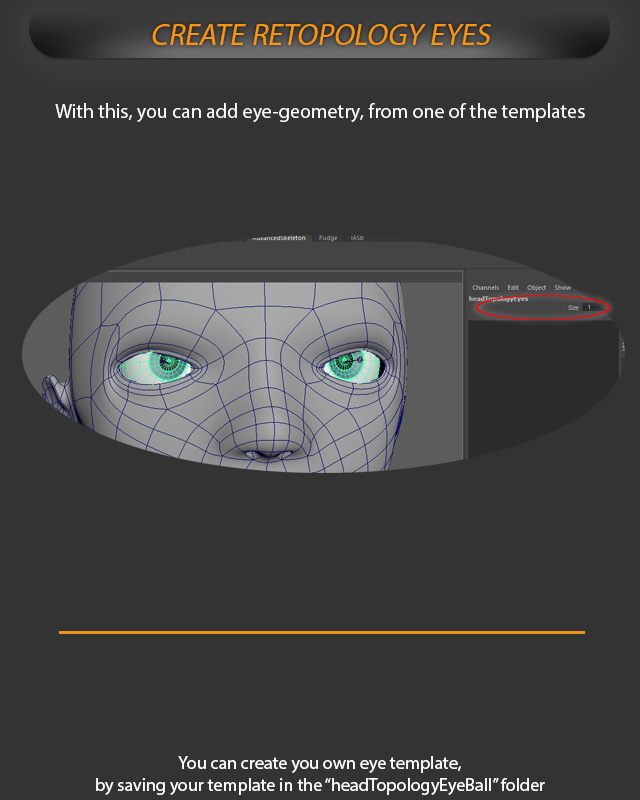 CREATE RETOPOLOGY EYES
With this, you can add eye-geometry, from one of the templates
AdvancedSkeleton Fudge IASB
Channels Edit Object Show
headTopologyEyes
Size 1
You can create you own eye template,
by saving your template in the “headTopologyEyeBall” folder